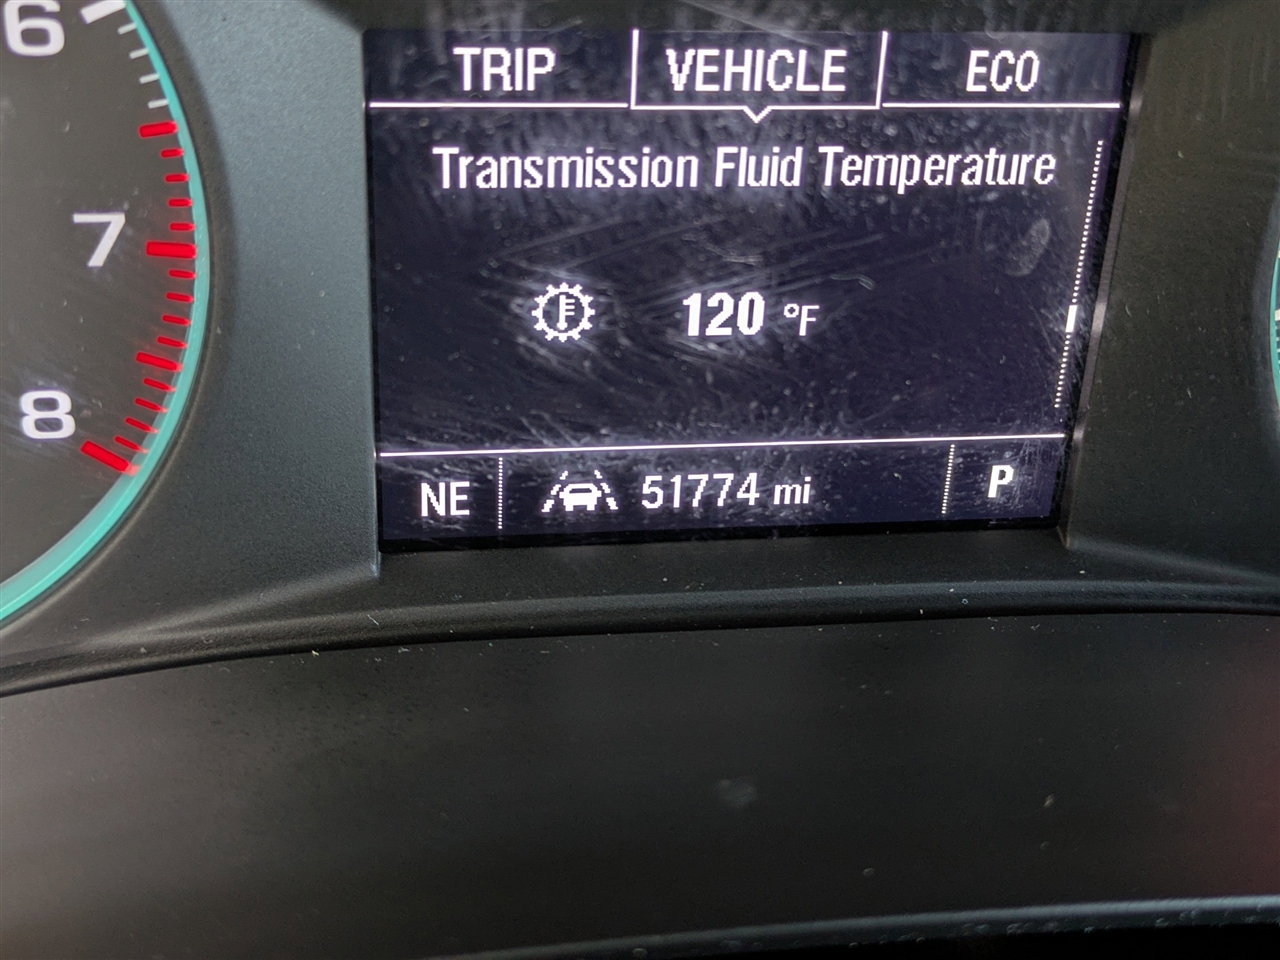 6
7
8
TRIP VEHICLE ECO
Transmission Fluid Temperature
120 °F
NE 51774 mi P